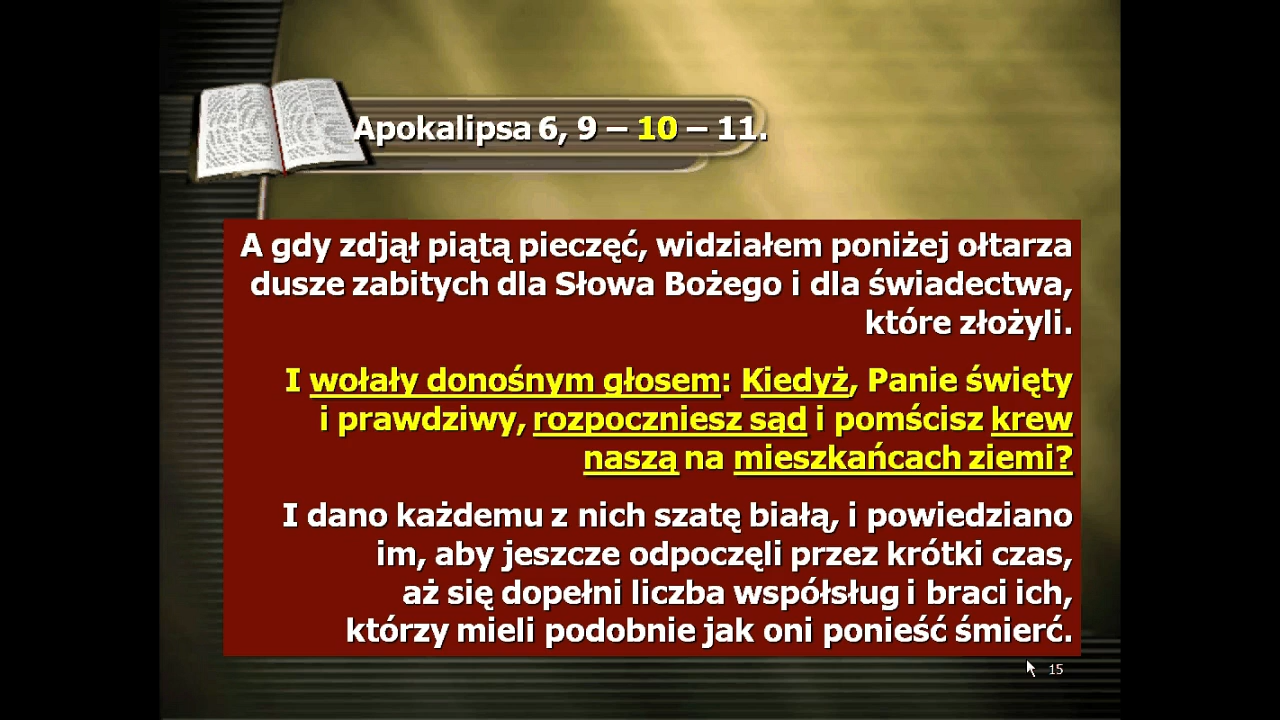 Apokalipsa 6, 9 – 10 – 11.
A gdy zdjął piątą pieczęć, widziałem poniżej ołtarza
dusze zabitych dla Słowa Bożego i dla świadectwa,
które złożyli.
I wołały donośnym głosem: Kiedyż, Panie święty
i prawdziwy, rozpoczniesz sąd i pomścisz krew
naszą na mieszkańcach ziemi?
I dano każdemu z nich szatę białą, i powiedziano
im, aby jeszcze odpoczęli przez krótki czas,
aż się dopełni liczba współsług i braci ich,
którzy mieli podobnie jak oni ponieść śmierć.
15